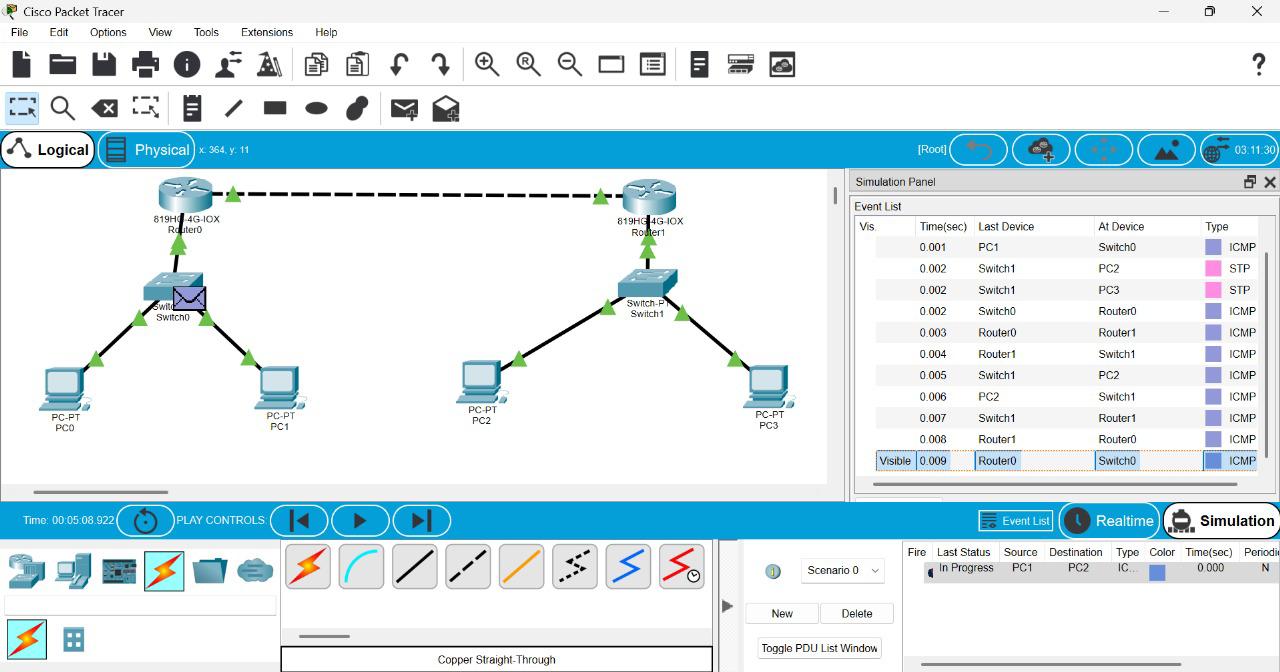 Cisco Packet Tracer
File Edit Options View Tools Extensions Help
Logical Physical x: 364, y: 11 [Root] 03:11:30
819HG-4G-IOX
Router0
819HG-4G-IOX
Router1
Switch0
Switch-PT
Switch1
PC-PT
PC0
PC-PT
PC1
PC-PT
PC2
PC-PT
PC3
Simulation Panel
Event List
Vis. Time(sec) Last Device At Device Type
0.001 PC1 Switch0 ICMP
0.002 Switch1 PC2 STP
0.002 Switch1 PC3 STP
0.002 Switch0 Router0 ICMP
0.003 Router0 Router1 ICMP
0.004 Router1 Switch1 ICMP
0.005 Switch1 PC2 ICMP
0.006 PC2 Switch1 ICMP
0.007 Switch1 Router1 ICMP
0.008 Router1 Router0 ICMP
Visible 0.009 Router0 Switch0 ICMP
Time: 00:05:08.922 PLAY CONTROLS: Event List Realtime Simulation
Scenario 0
New Delete
Toggle PDU List Window
Fire Last Status Source Destination Type Color Time(sec) Periodi
In Progress PC1 PC2 IC... 0.000 N
Copper Straight-Through